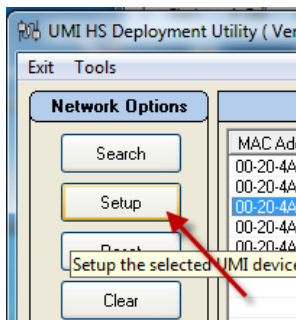 UMI HS Deployment Utility ( Ver
Exit Tools
Network Options
Search
MAC Ad
00-20-4A
00-20-4A
Setup
00-20-4A
00-20-4A
00-20-4A
Setup the selected UMI device
Clear